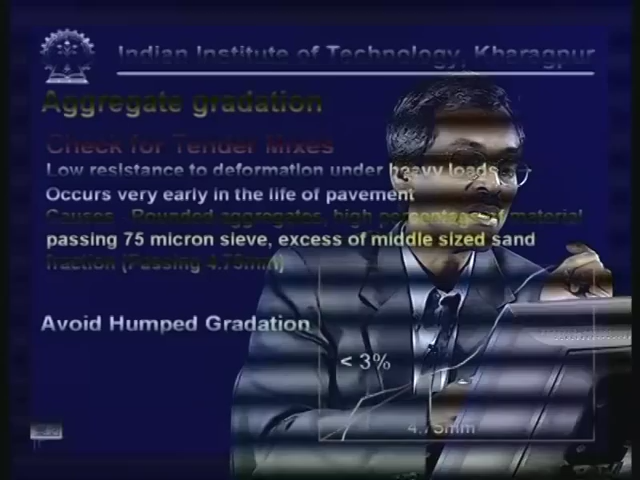 Indian Institute of Technology, Kharagpur
Aggregate gradation
Check for Tender Mixes
Low resistance to deformation under heavy loads
Occurs very early in the life of pavement
Causes - Rounded aggregates, high percentage of material
passing 75 micron sieve, excess of middle sized sand
fraction (Passing 4.75mm)
Avoid Humped Gradation
< 3%
4.75mm